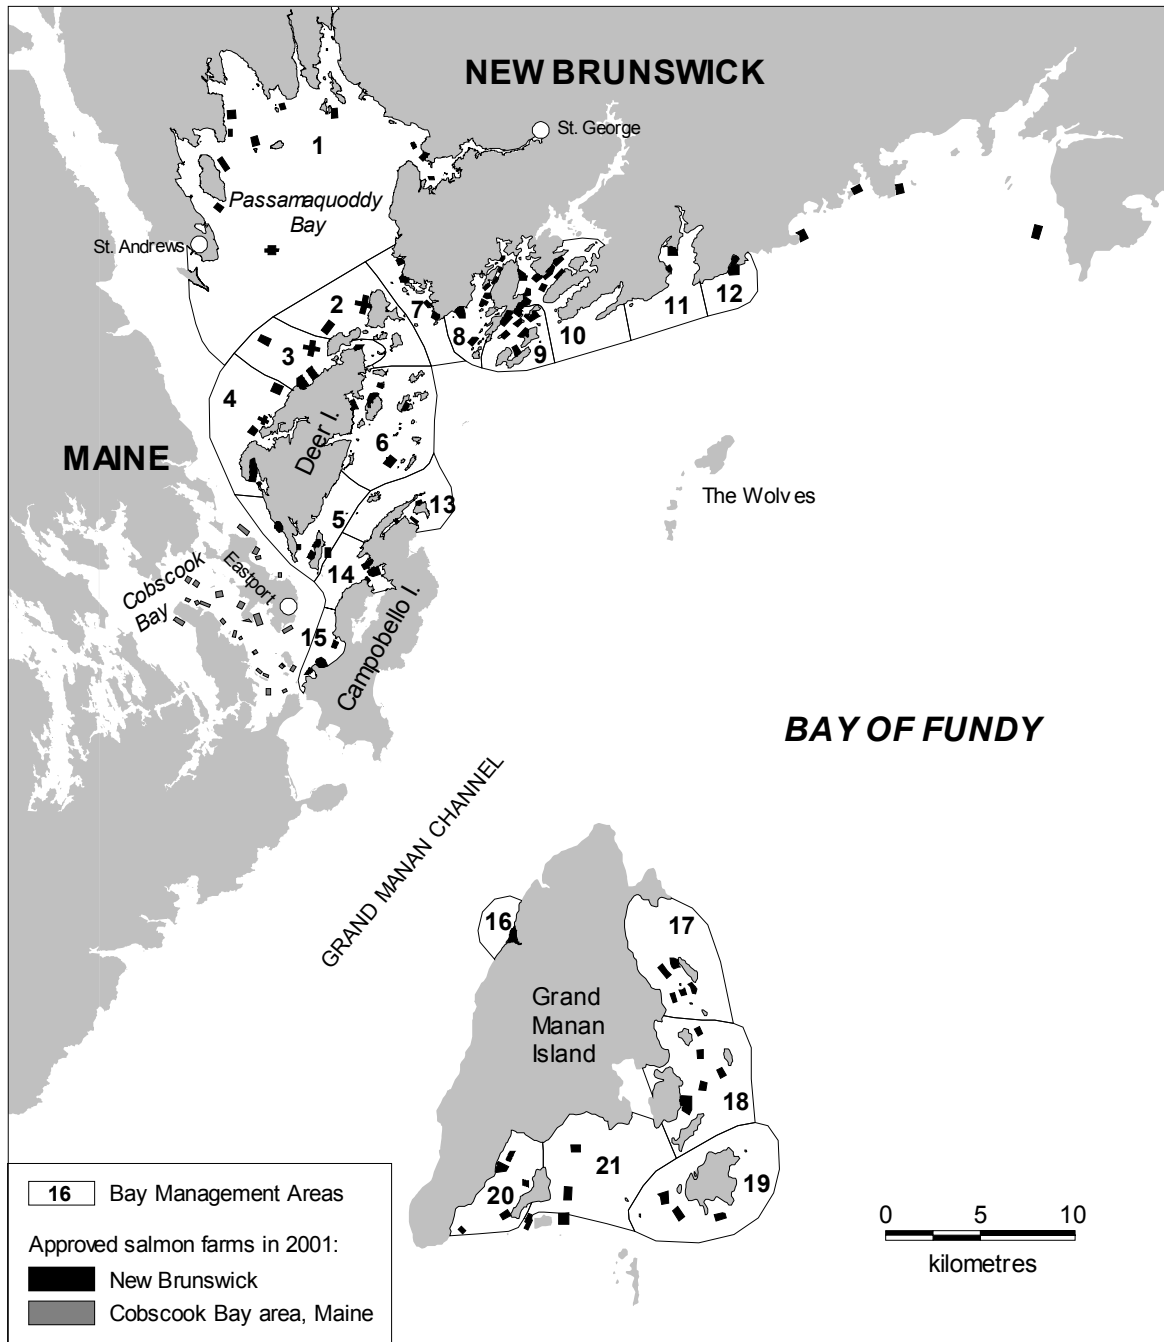 NEW BRUNSWICK
St. George
1
Passamaquoddy
Bay
St. Andrews
2
7
8
9
10
11
12
3
4
MAINE
Deer I.
6
The Wolves
13
5
Cobscook
Bay
Eastport
14
15
Campobello I.
BAY OF FUNDY
GRAND MANAN CHANNEL
16
17
Grand
Manan
Island
18
21
19
20
16 Bay Management Areas
Approved salmon farms in 2001:
New Brunswick
Cobscook Bay area, Maine
0 5 10
kilometres